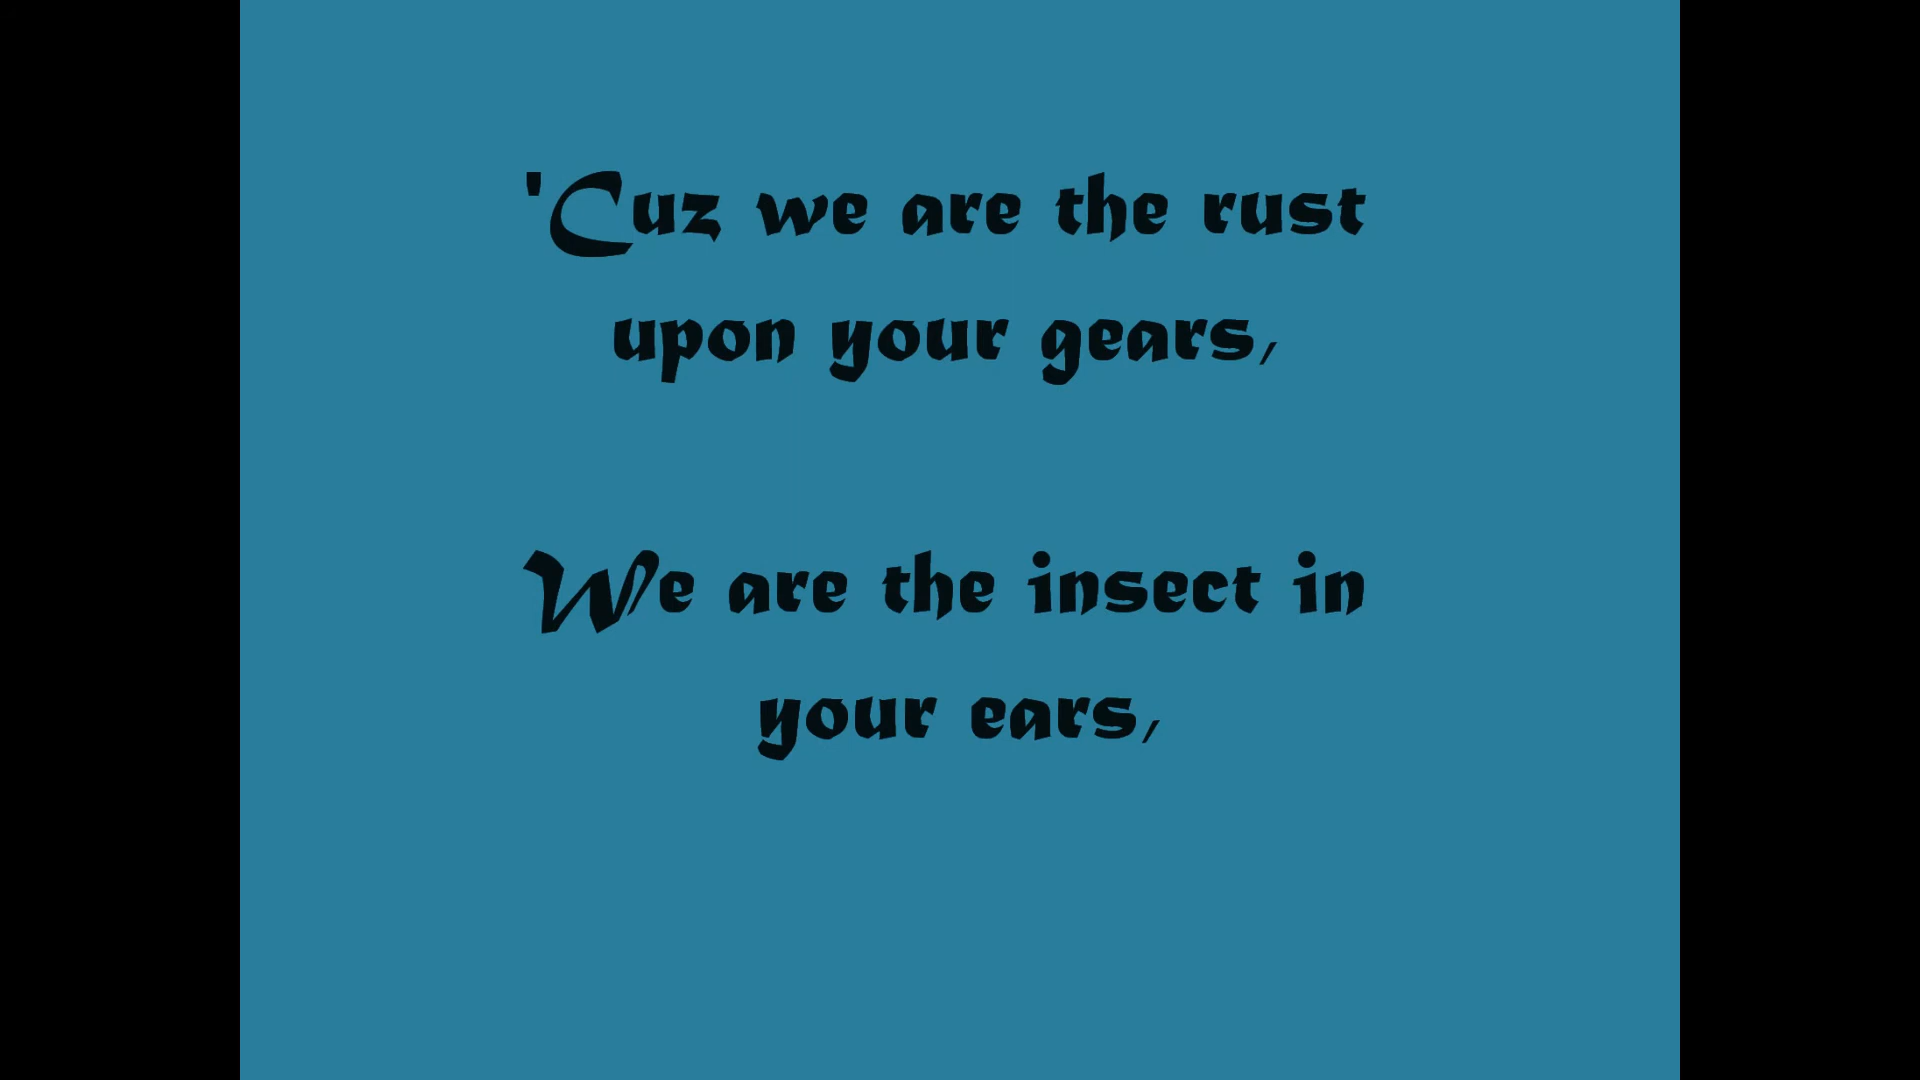 'Cuz we are the rust
upon your gears,
We are the insect in
your ears,